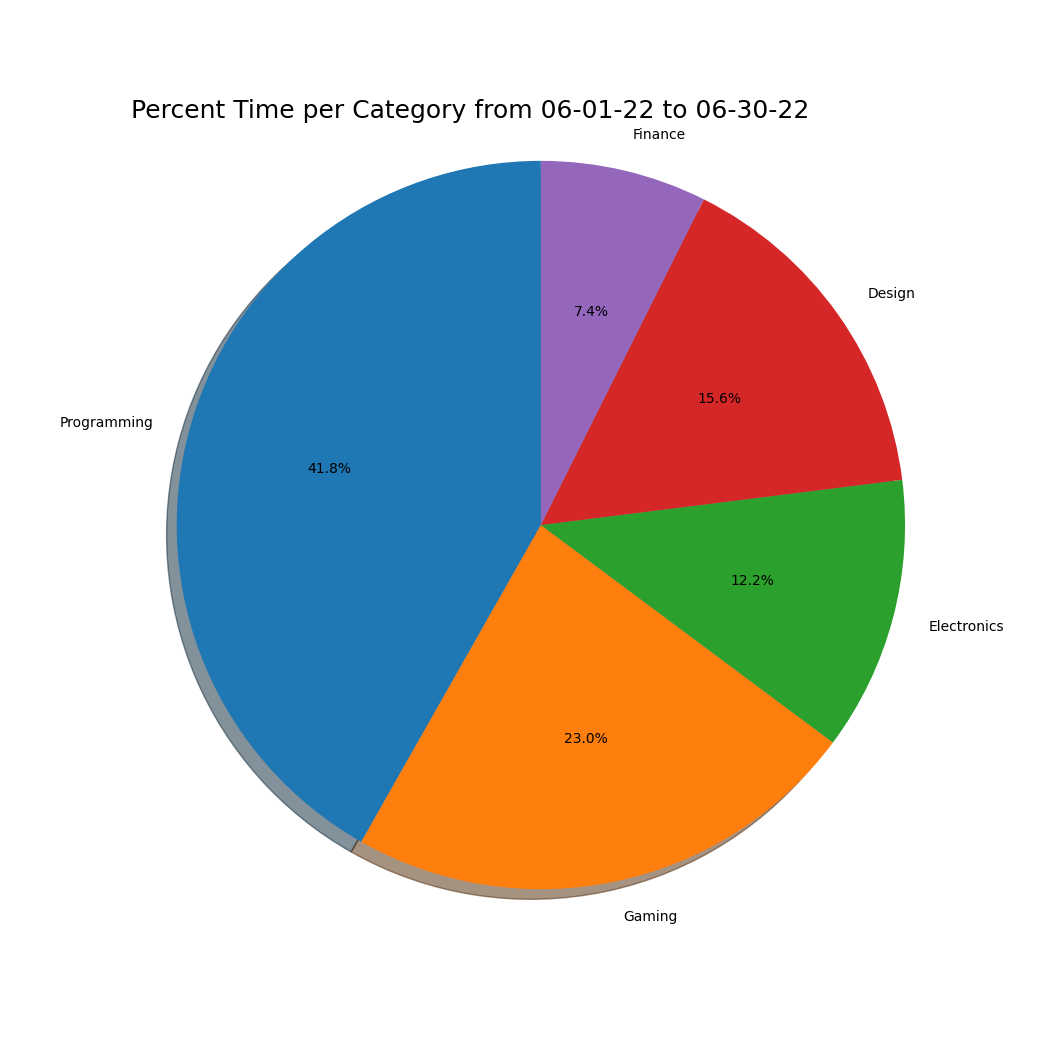 Percent Time per Category from 06-01-22 to 06-30-22
Finance
Design
7.4%
15.6%
Programming
41.8%
12.2%
Electronics
23.0%
Gaming